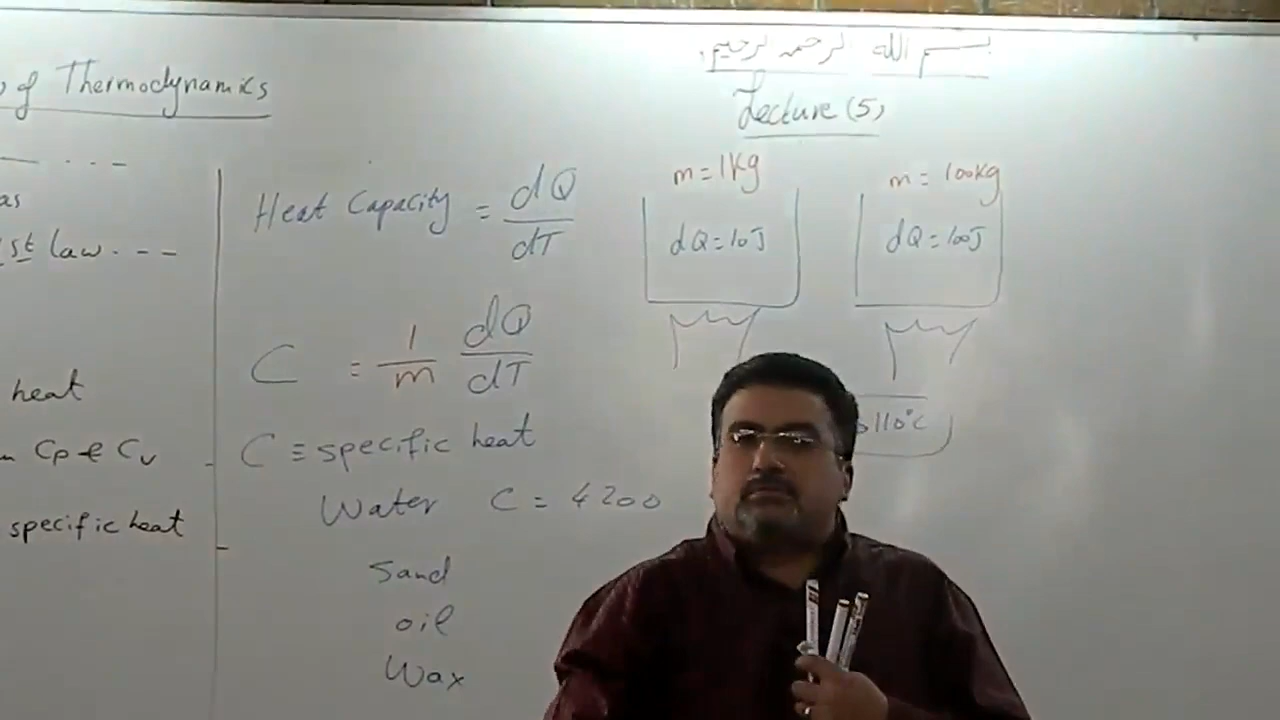 بسم الله الرحمن الرحيم
Lecture (5)
of Thermodynamics
as
1st law. - - -
heat
Cp & Cv
specific heat
Heat Capacity = dQ/dT
C = 1/m dQ/dT
C ≡ specific heat
Water C = 4200
Sand
oil
Wax
m = 1kg
dQ = 10J
m = 100kg
dQ = 100J
110°C